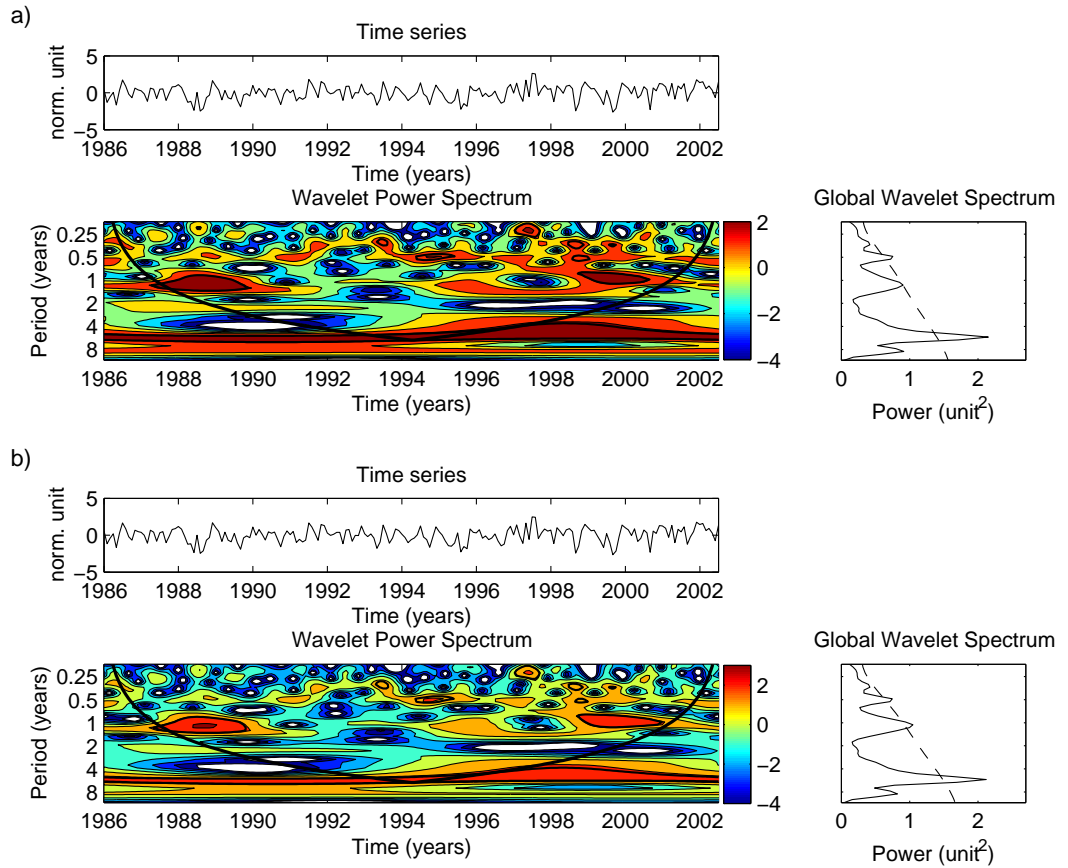 a)
Time series
norm. unit
5
0
−5
1986 1988 1990 1992 1994 1996 1998 2000 2002
Time (years)
Wavelet Power Spectrum
Period (years)
0.25
0.5
1
2
4
8
1986 1988 1990 1992 1994 1996 1998 2000 2002
Time (years)
2
0
−2
−4
Global Wavelet Spectrum
0 1 2
Power (unit²)
b)
Time series
norm. unit
5
0
−5
1986 1988 1990 1992 1994 1996 1998 2000 2002
Time (years)
Wavelet Power Spectrum
Period (years)
0.25
0.5
1
2
4
8
1986 1988 1990 1992 1994 1996 1998 2000 2002
Time (years)
2
0
−2
−4
Global Wavelet Spectrum
0 1 2
Power (unit²)